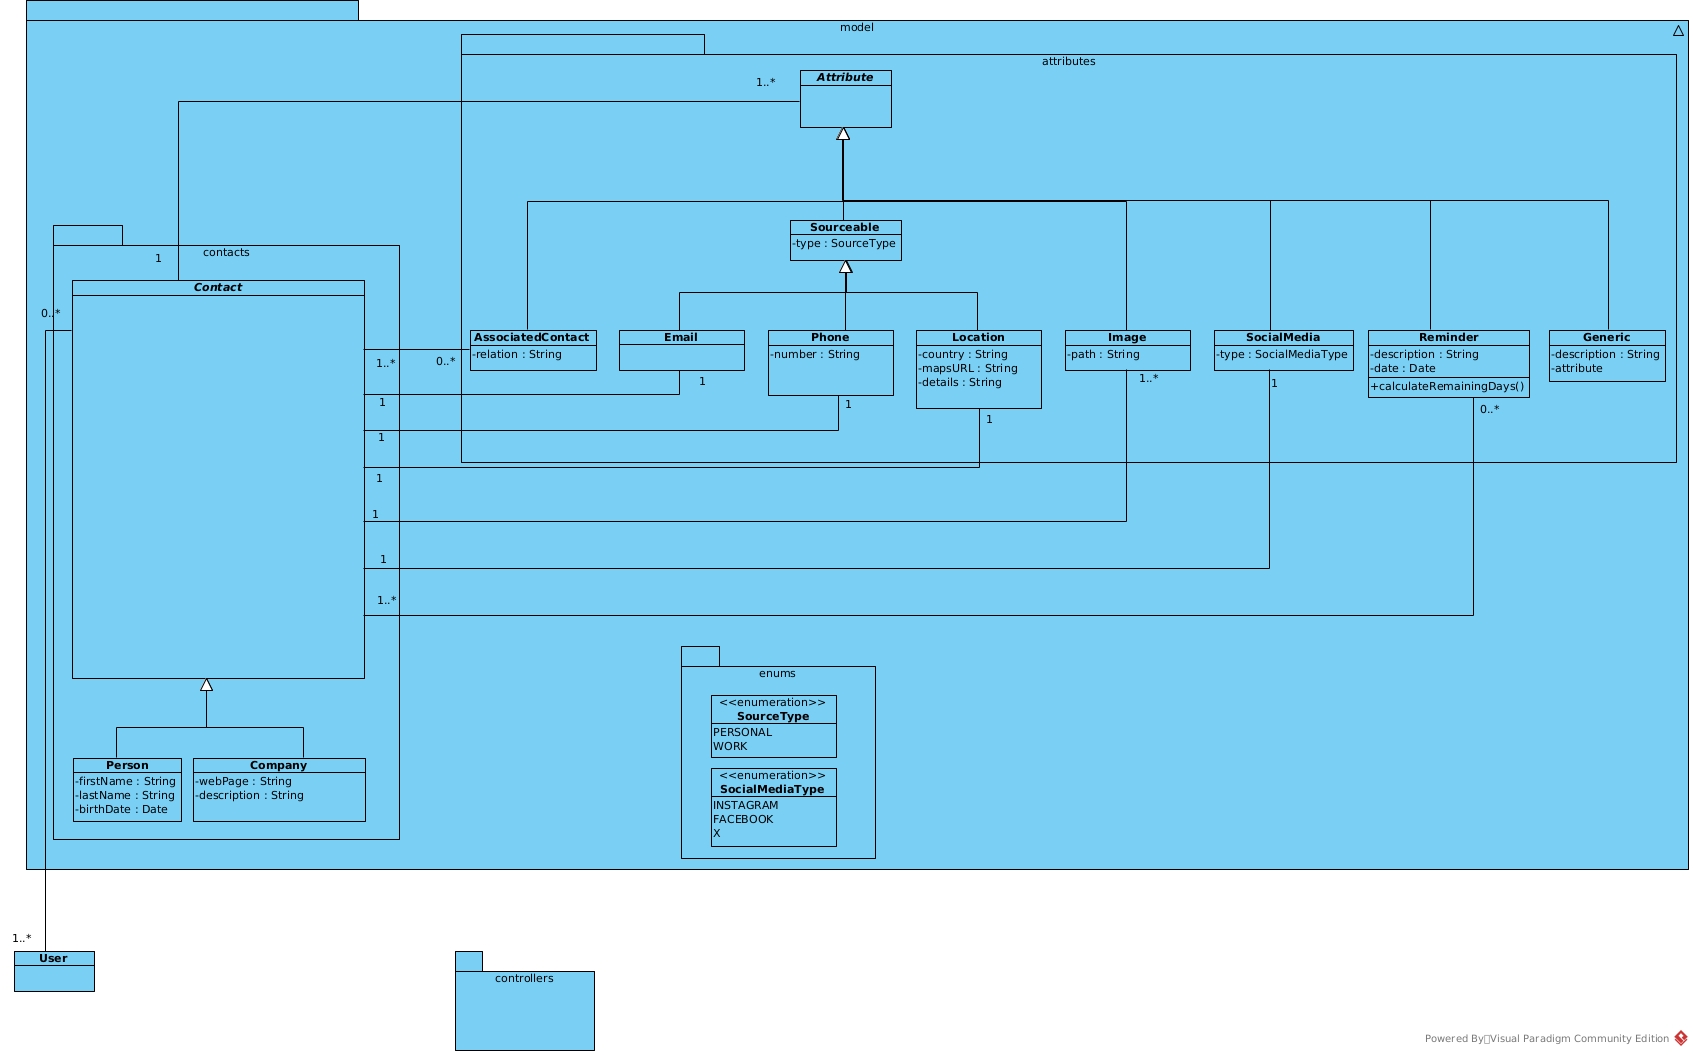 model
attributes
Attribute
1..*
Sourceable
-type : SourceType
contacts
1
Contact
0..*
1..*
0..*
AssociatedContact
-relation : String
Email
1
1
Phone
-number : String
1
1
Location
-country : String
-mapsURL : String
-details : String
1
1
Image
-path : String
1..*
1
SocialMedia
-type : SocialMediaType
1
1
Reminder
-description : String
-date : Date
+calculateRemainingDays()
0..*
1..*
Generic
-description : String
-attribute
enums
<<enumeration>>
SourceType
PERSONAL
WORK
<<enumeration>>
SocialMediaType
INSTAGRAM
FACEBOOK
X
Person
-firstName : String
-lastName : String
-birthDate : Date
Company
-webPage : String
-description : String
1..*
User
controllers
Powered By Visual Paradigm Community Edition